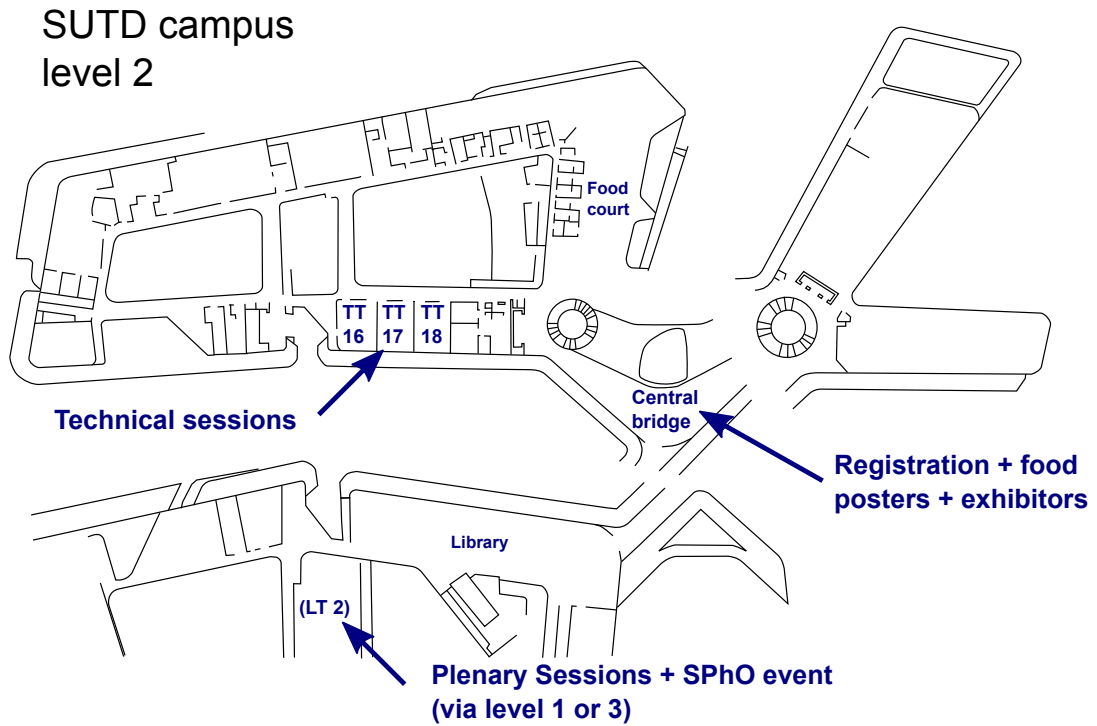 SUTD campus
level 2
Food
court
TT
16
TT
17
TT
18
Technical sessions
Central
bridge
Registration + food
posters + exhibitors
Library
(LT 2)
Plenary Sessions + SPhO event
(via level 1 or 3)